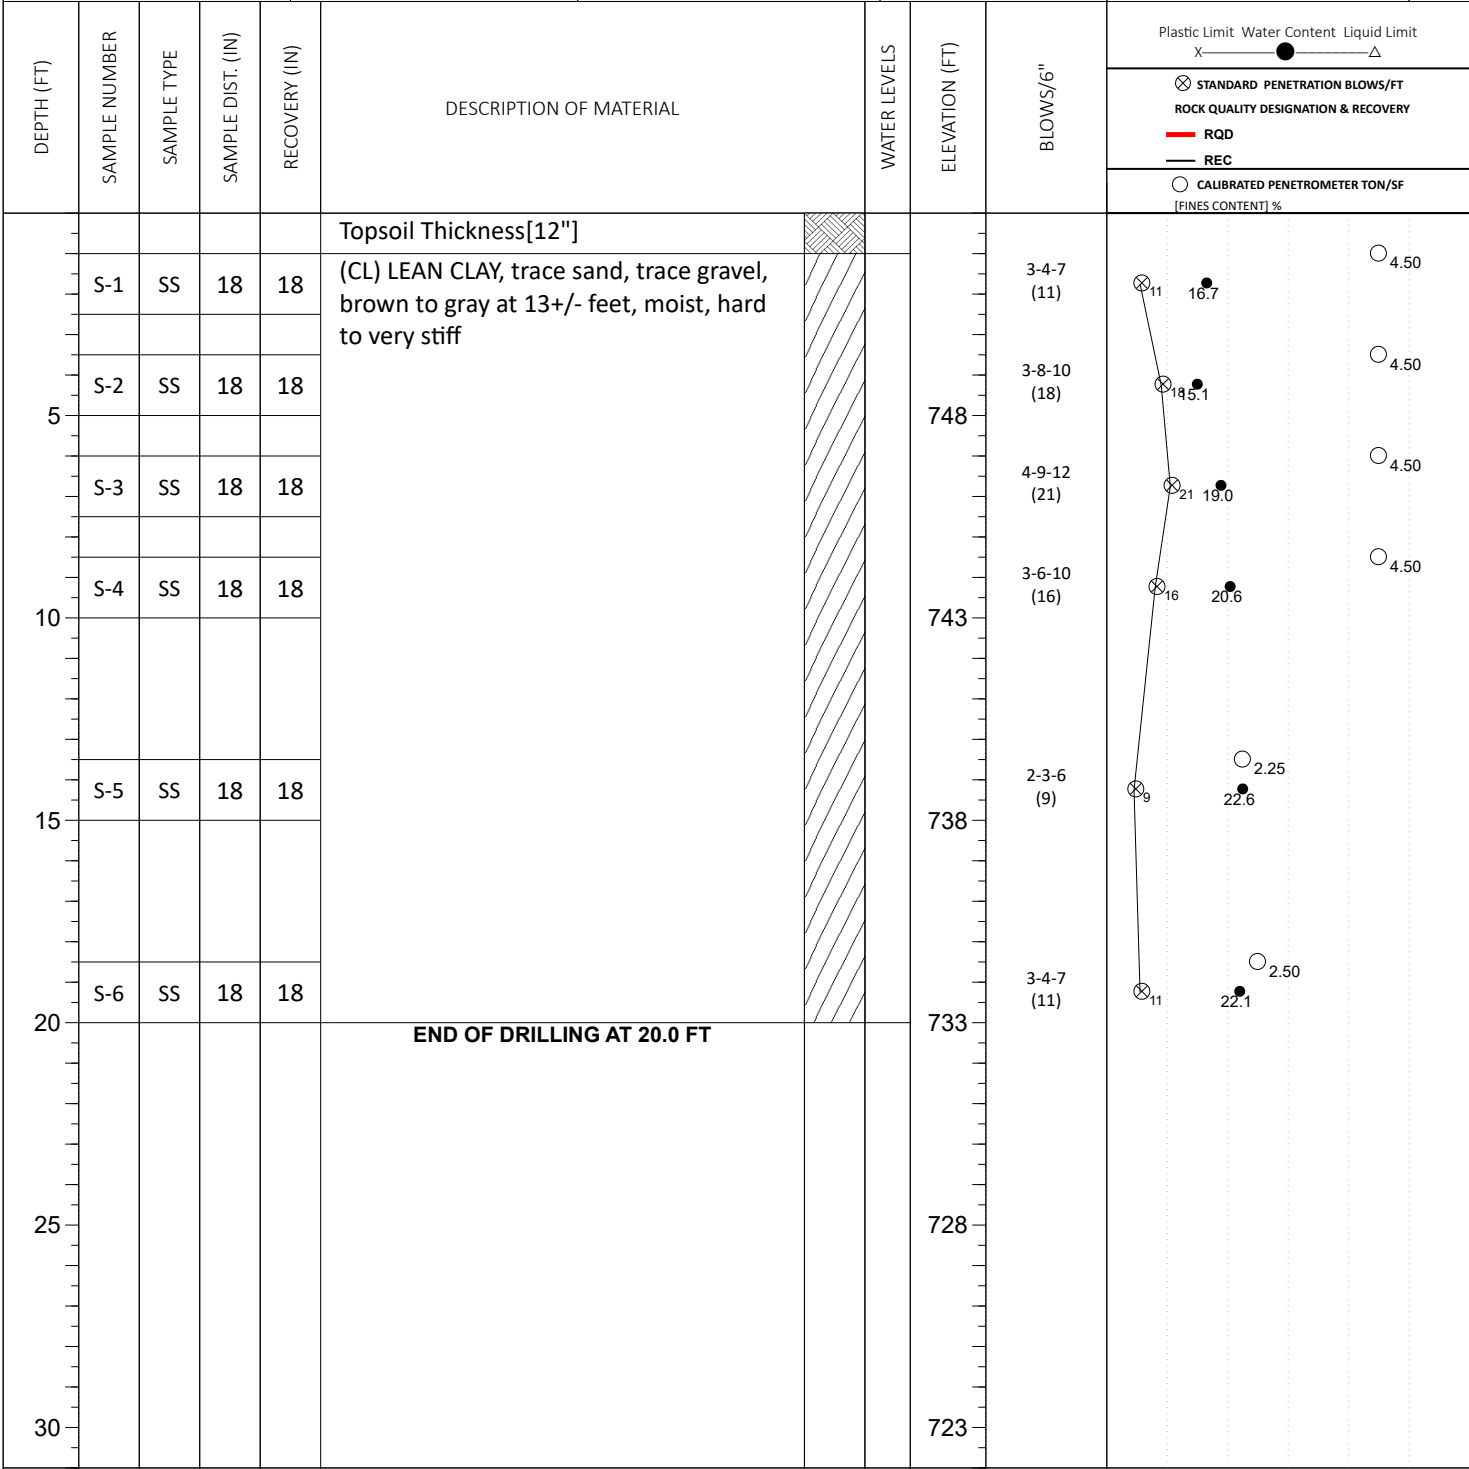 DEPTH (FT)
SAMPLE NUMBER
SAMPLE TYPE
SAMPLE DIST. (IN)
RECOVERY (IN)
DESCRIPTION OF MATERIAL
WATER LEVELS
ELEVATION (FT)
BLOWS/6"
Plastic Limit Water Content Liquid Limit
X
STANDARD PENETRATION BLOWS/FT
ROCK QUALITY DESIGNATION & RECOVERY
RQD
REC
CALIBRATED PENETROMETER TON/SF
[FINES CONTENT] %
Topsoil Thickness[12"]
(CL) LEAN CLAY, trace sand, trace gravel,
brown to gray at 13+/- feet, moist, hard
to very stiff
S-1 SS 18 18
3-4-7
(11)
11 16.7 4.50
S-2 SS 18 18
3-8-10
(18)
18 15.1 4.50
5 748
S-3 SS 18 18
4-9-12
(21)
21 19.0 4.50
S-4 SS 18 18
3-6-10
(16)
16 20.6 4.50
10 743
S-5 SS 18 18
2-3-6
(9)
9 22.6 2.25
15 738
S-6 SS 18 18
3-4-7
(11)
11 22.1 2.50
20 733
END OF DRILLING AT 20.0 FT
25 728
30 723